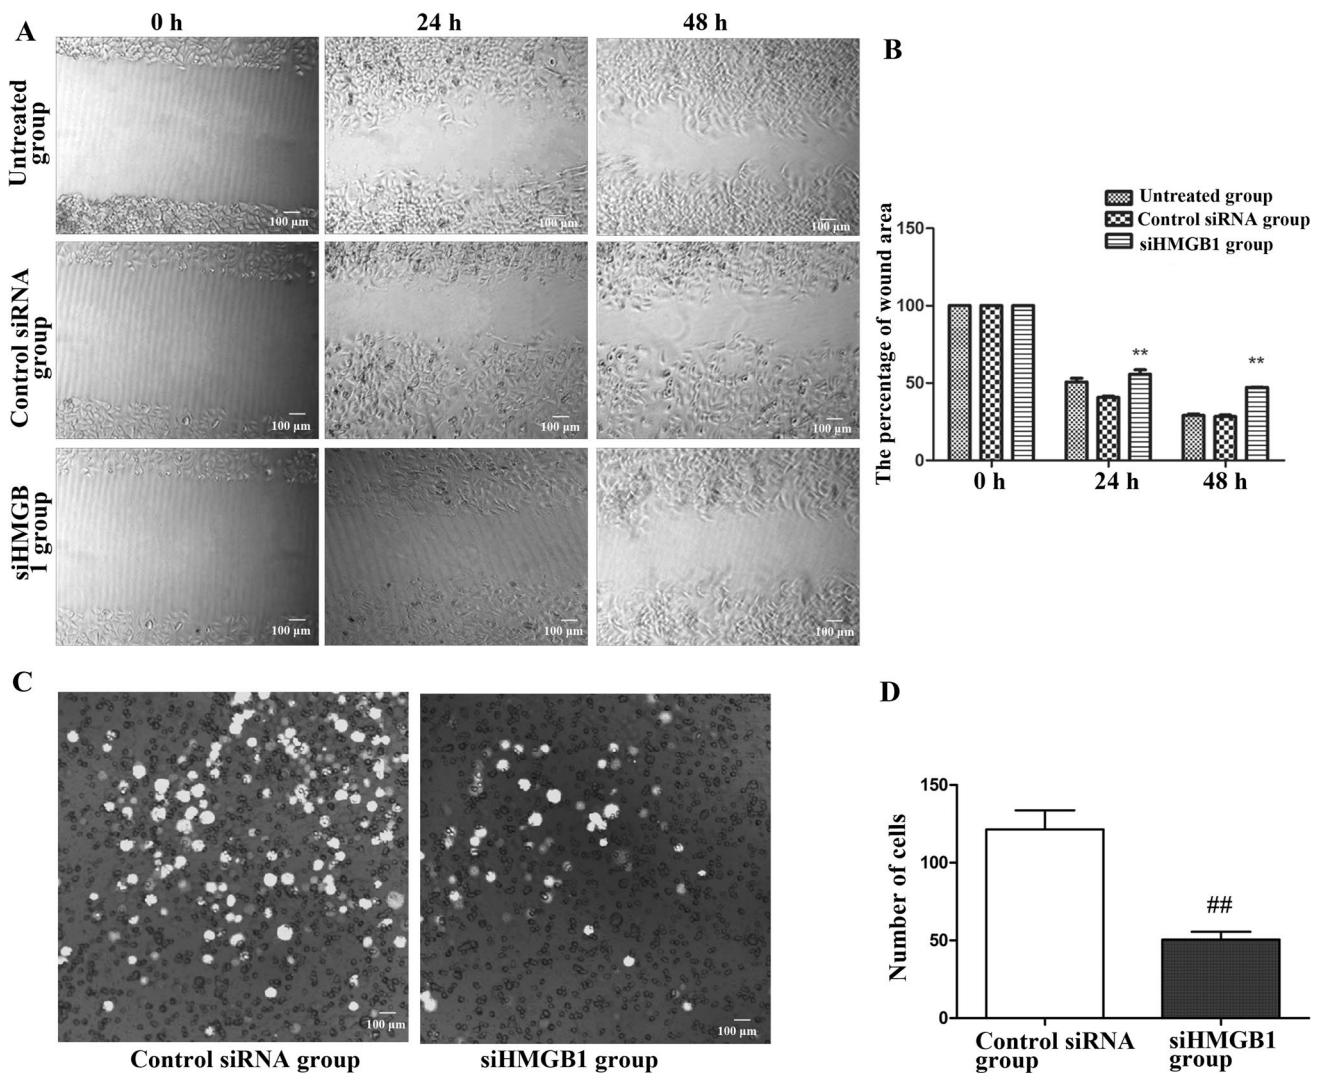 A
0 h
24 h
48 h
Untreated
group
100 µm
100 µm
100 µm
Control siRNA
group
100 µm
100 µm
100 µm
siHMGB
1 group
100 µm
100 µm
100 µm
B
Untreated group
Control siRNA group
siHMGB1 group
The percentage of wound area
150
100
50
0
**
**
0 h
24 h
48 h
C
100 µm
100 µm
Control siRNA group
siHMGB1 group
D
Number of cells
150
100
50
0
##
Control siRNA
group
siHMGB1
group